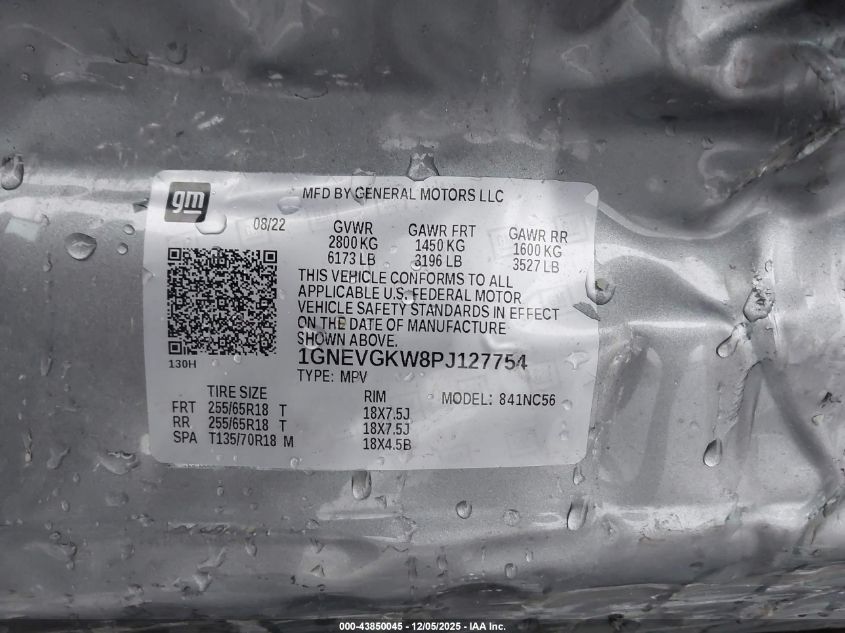 gm
MFD BY GENERAL MOTORS LLC
08/22
GVWR GAWR FRT GAWR RR
2800 KG 1450 KG 1600 KG
6173 LB 3196 LB 3527 LB
THIS VEHICLE CONFORMS TO ALL
APPLICABLE U.S. FEDERAL MOTOR
VEHICLE SAFETY STANDARDS IN EFFECT
ON THE DATE OF MANUFACTURE
SHOWN ABOVE.
1GNEVGKW8PJ127754
130H
TYPE: MPV
TIRE SIZE RIM MODEL: 841NC56
FRT 255/65R18 T 18X7.5J
RR 255/65R18 T 18X7.5J
SPA T135/70R18 M 18X4.5B
000-43850045 - 12/05/2025 - IAA Inc.